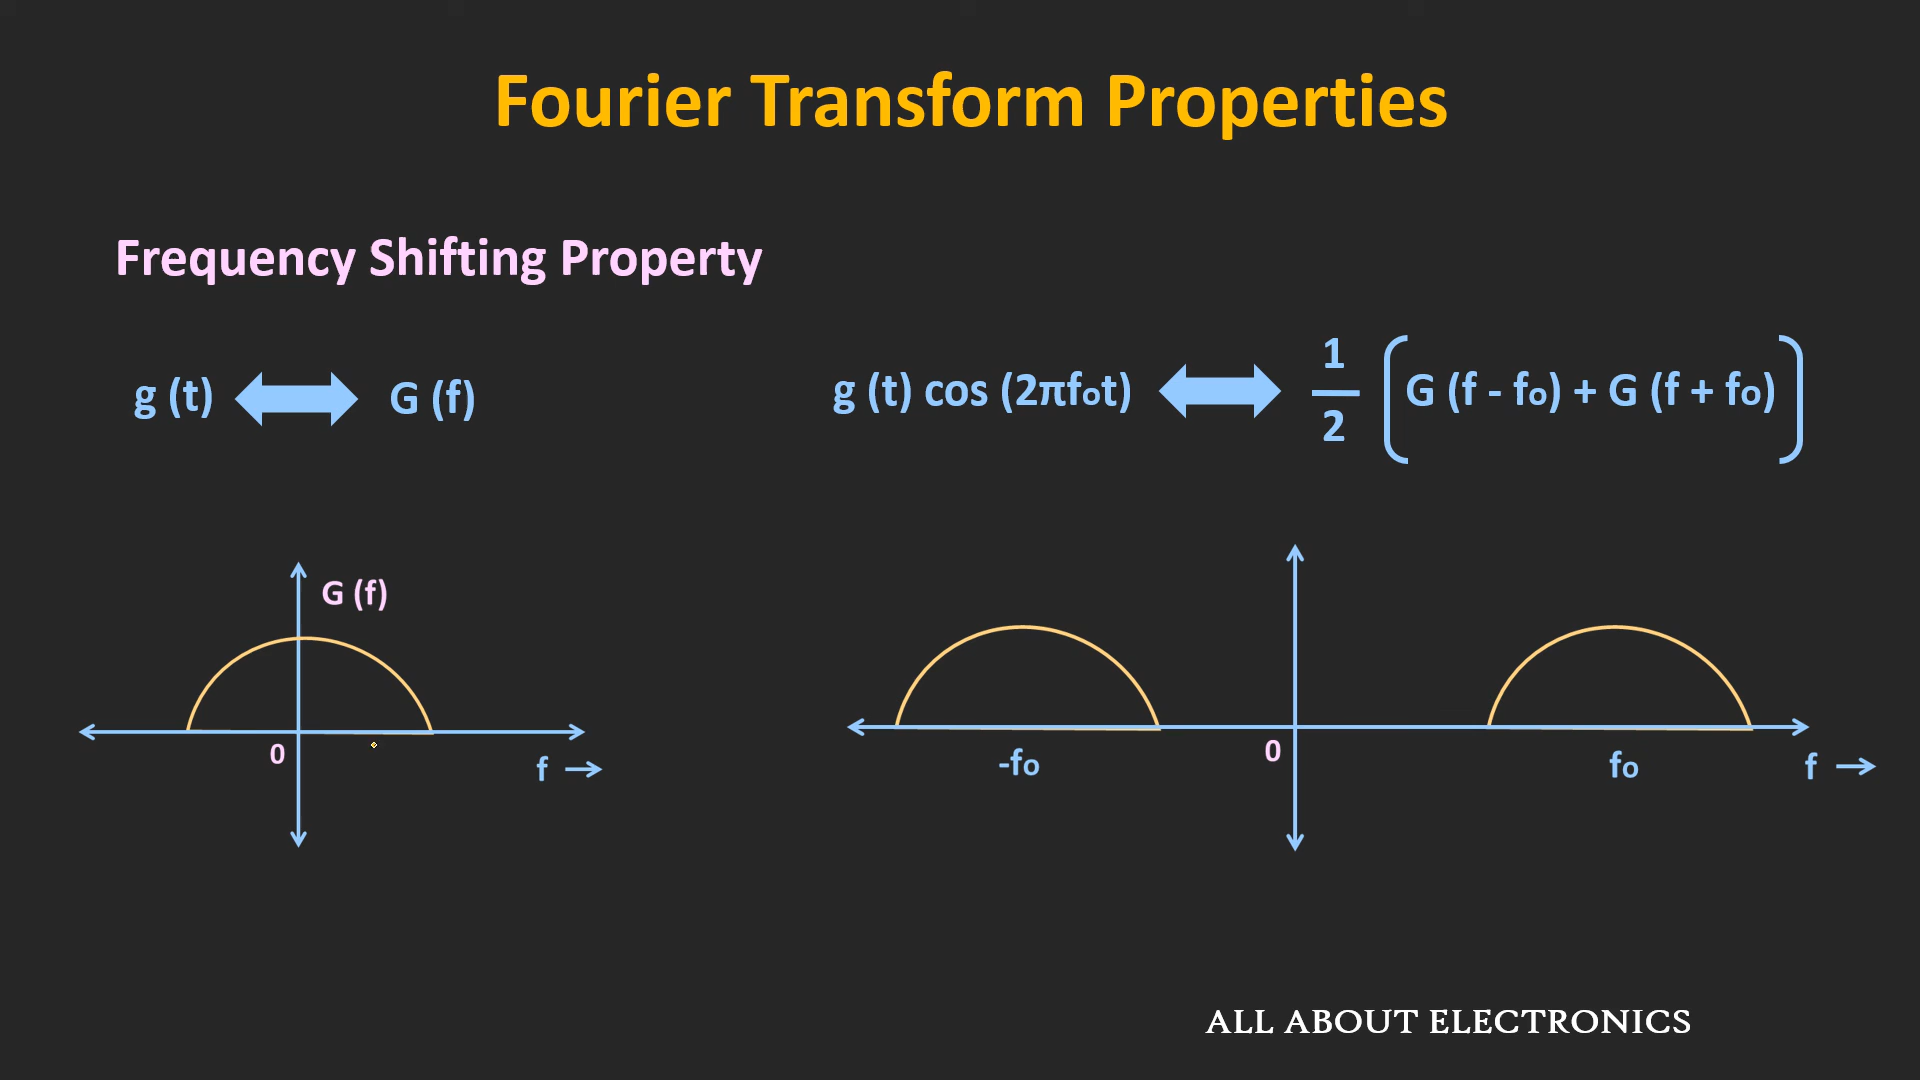 Fourier Transform Properties
Frequency Shifting Property
g (t) G (f)
g (t) cos (2πfot) 1/2 [G (f - fo) + G (f + fo)]
G (f)
0
f →
-fo
0
fo
f →
ALL ABOUT ELECTRONICS